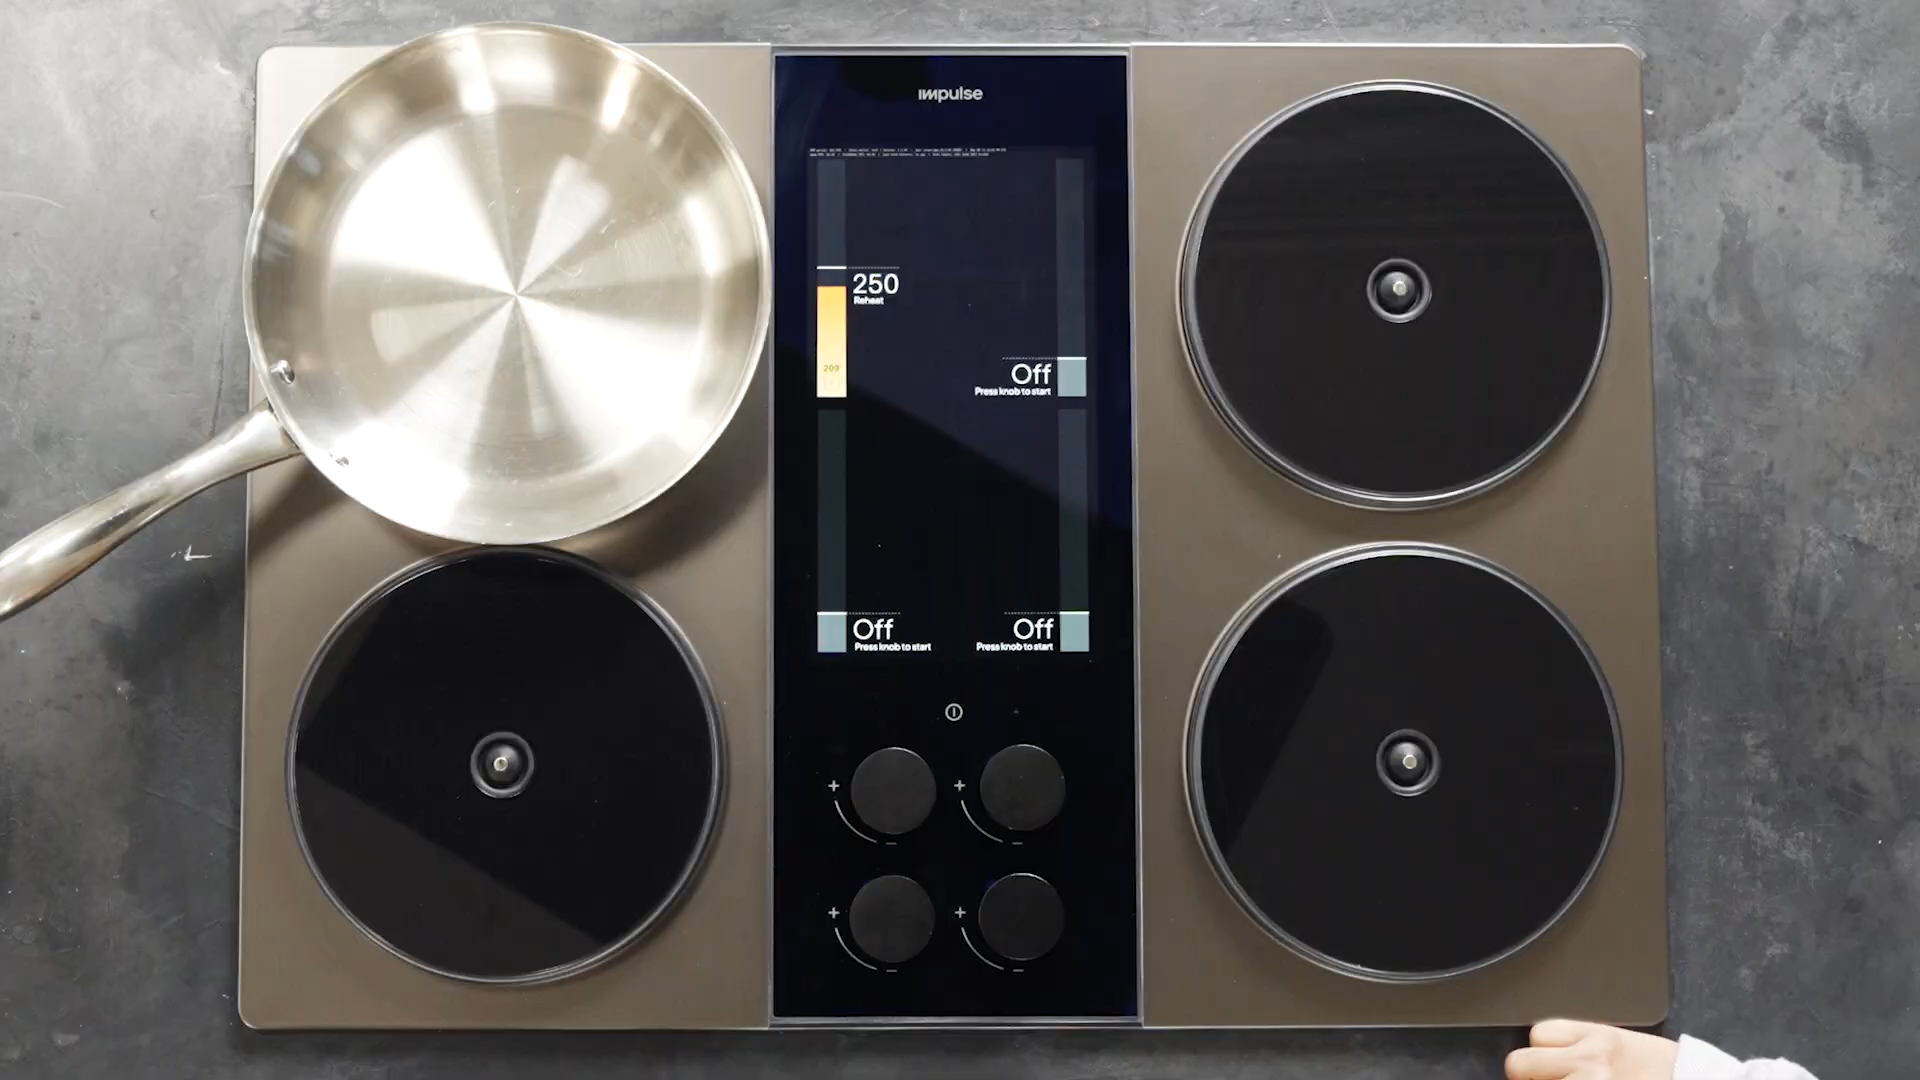 impulse
250
Reheat
209
Off
Press knob to start
Off
Press knob to start
Off
Press knob to start